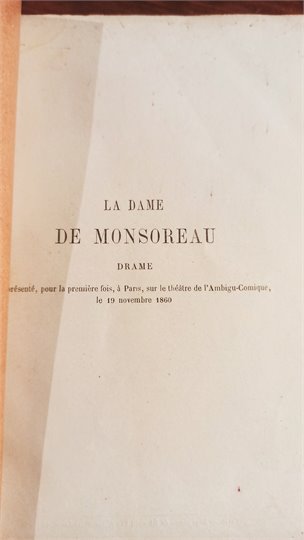 LA DAME
DE MONSOREAU
DRAME
présenté, pour la première fois, à Paris, sur le théâtre de l'Ambigu-Comique,
le 19 novembre 1860